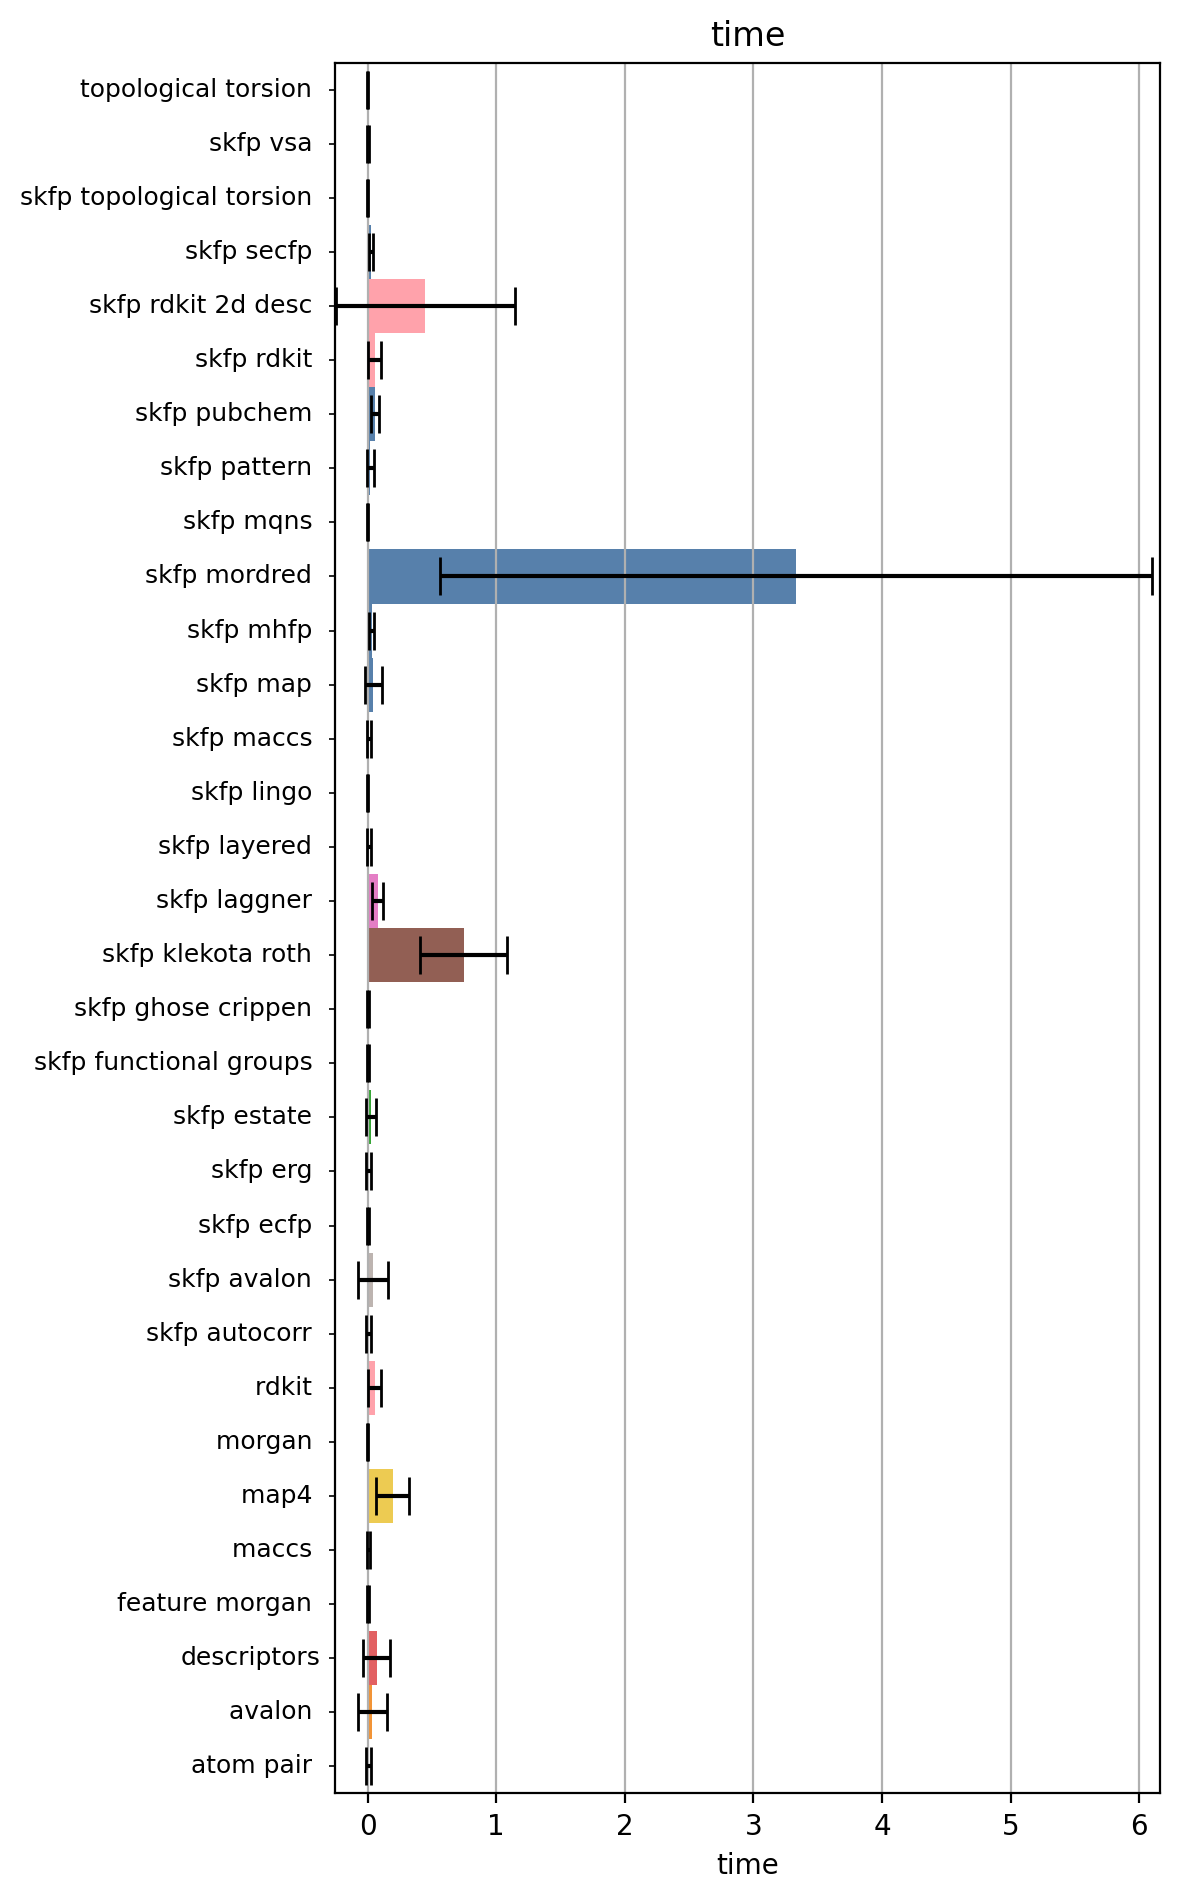 time
topological torsion
skfp vsa
skfp topological torsion
skfp secfp
skfp rdkit 2d desc
skfp rdkit
skfp pubchem
skfp pattern
skfp mqns
skfp mordred
skfp mhfp
skfp map
skfp maccs
skfp lingo
skfp layered
skfp laggner
skfp klekota roth
skfp ghose crippen
skfp functional groups
skfp estate
skfp erg
skfp ecfp
skfp avalon
skfp autocorr
rdkit
morgan
map4
maccs
feature morgan
descriptors
avalon
atom pair
0 1 2 3 4 5 6
time